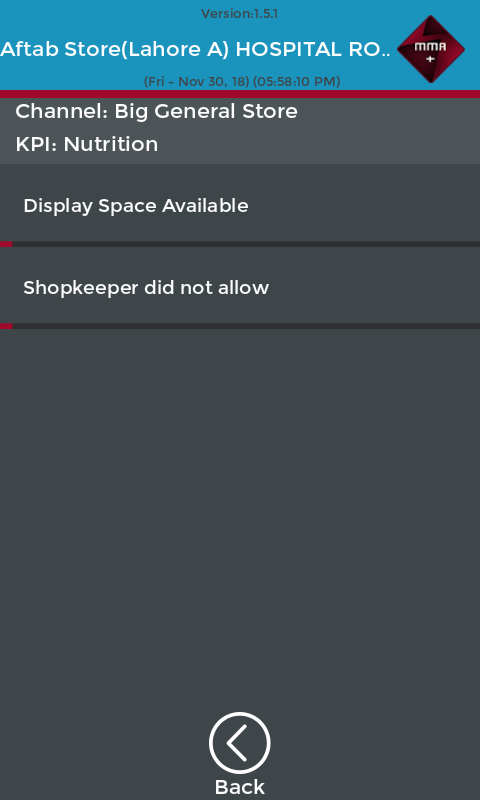 Version:1.5.1
Aftab Store(Lahore A) HOSPITAL RO..
MMA
+
(Fri - Nov 30, 18) (05:58:10 PM)
Channel: Big General Store
KPI: Nutrition
Display Space Available
Shopkeeper did not allow
Back